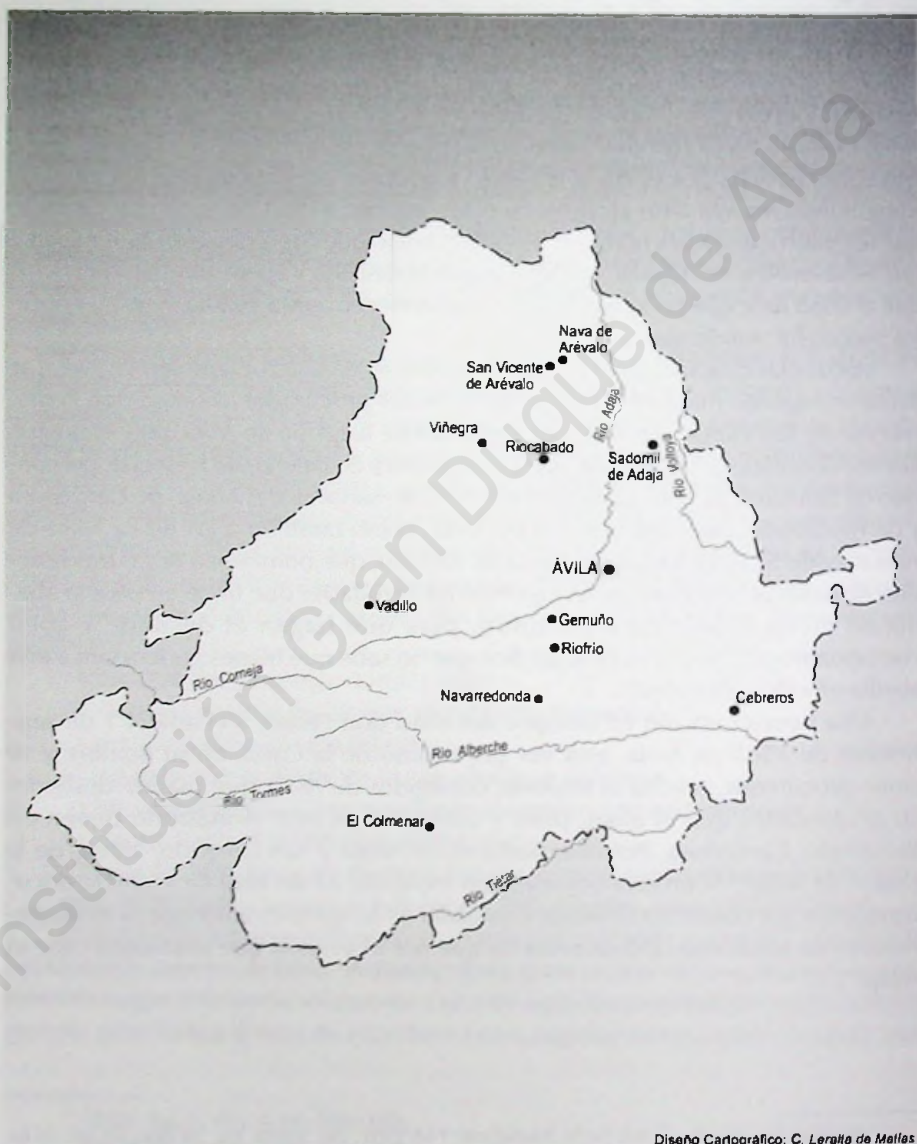 Nava de
Arévalo
San Vicente
de Arévalo
Río Adaja
Viñegra
Riocabado
Sadornil
de Adaja
Río Voltoya
ÁVILA
Vadillo
Gemuño
Riofrío
Río Corneja
Navarredonda
Cebreros
Río Alberche
Río Tormes
El Colmenar
Río Tiétar
Institución Gran Duque de Alba
Diseño Cartográfico: C. Leralta de Matías